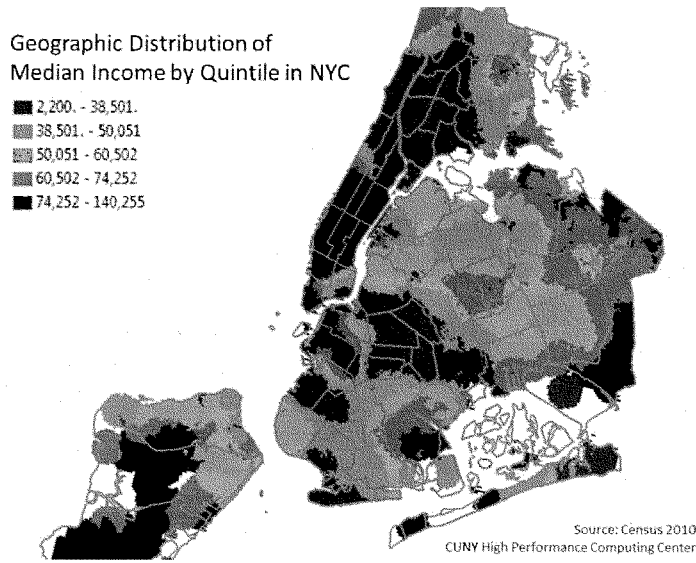 Geographic Distribution of
Median Income by Quintile in NYC
2,200. - 38,501.
38,501. - 50,051
50,051 - 60,502
60,502 - 74,252
74,252 - 140,255
Source: Census 2010
CUNY High Performance Computing Center